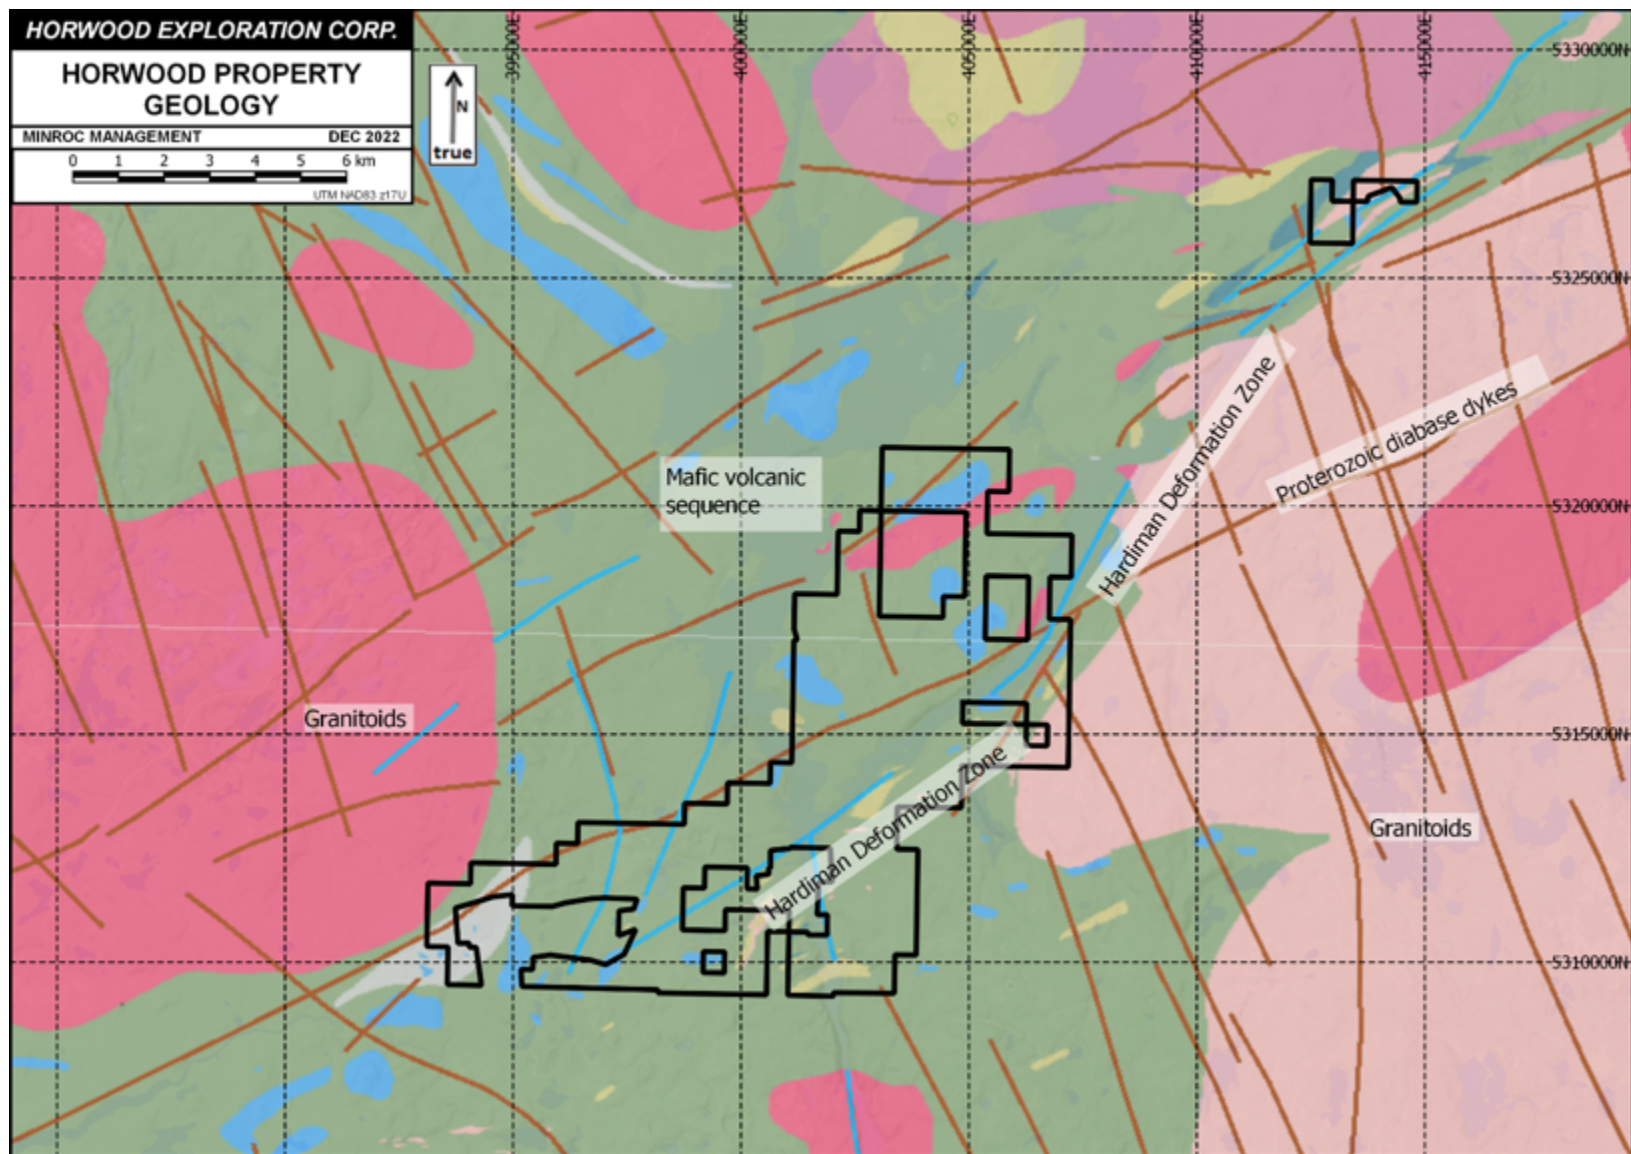 HORWOOD EXPLORATION CORP.
HORWOOD PROPERTY
GEOLOGY
MINROC MANAGEMENT DEC 2022
0 1 2 3 4 5 6 km
UTM NAD83 z17U
N
true
395000E
400000E
405000E
410000E
415000E
5330000N
5325000N
5320000N
5315000N
5310000N
Hardiman Deformation Zone
Proterozoic diabase dykes
Mafic volcanic
sequence
Granitoids
Hardiman Deformation Zone
Granitoids